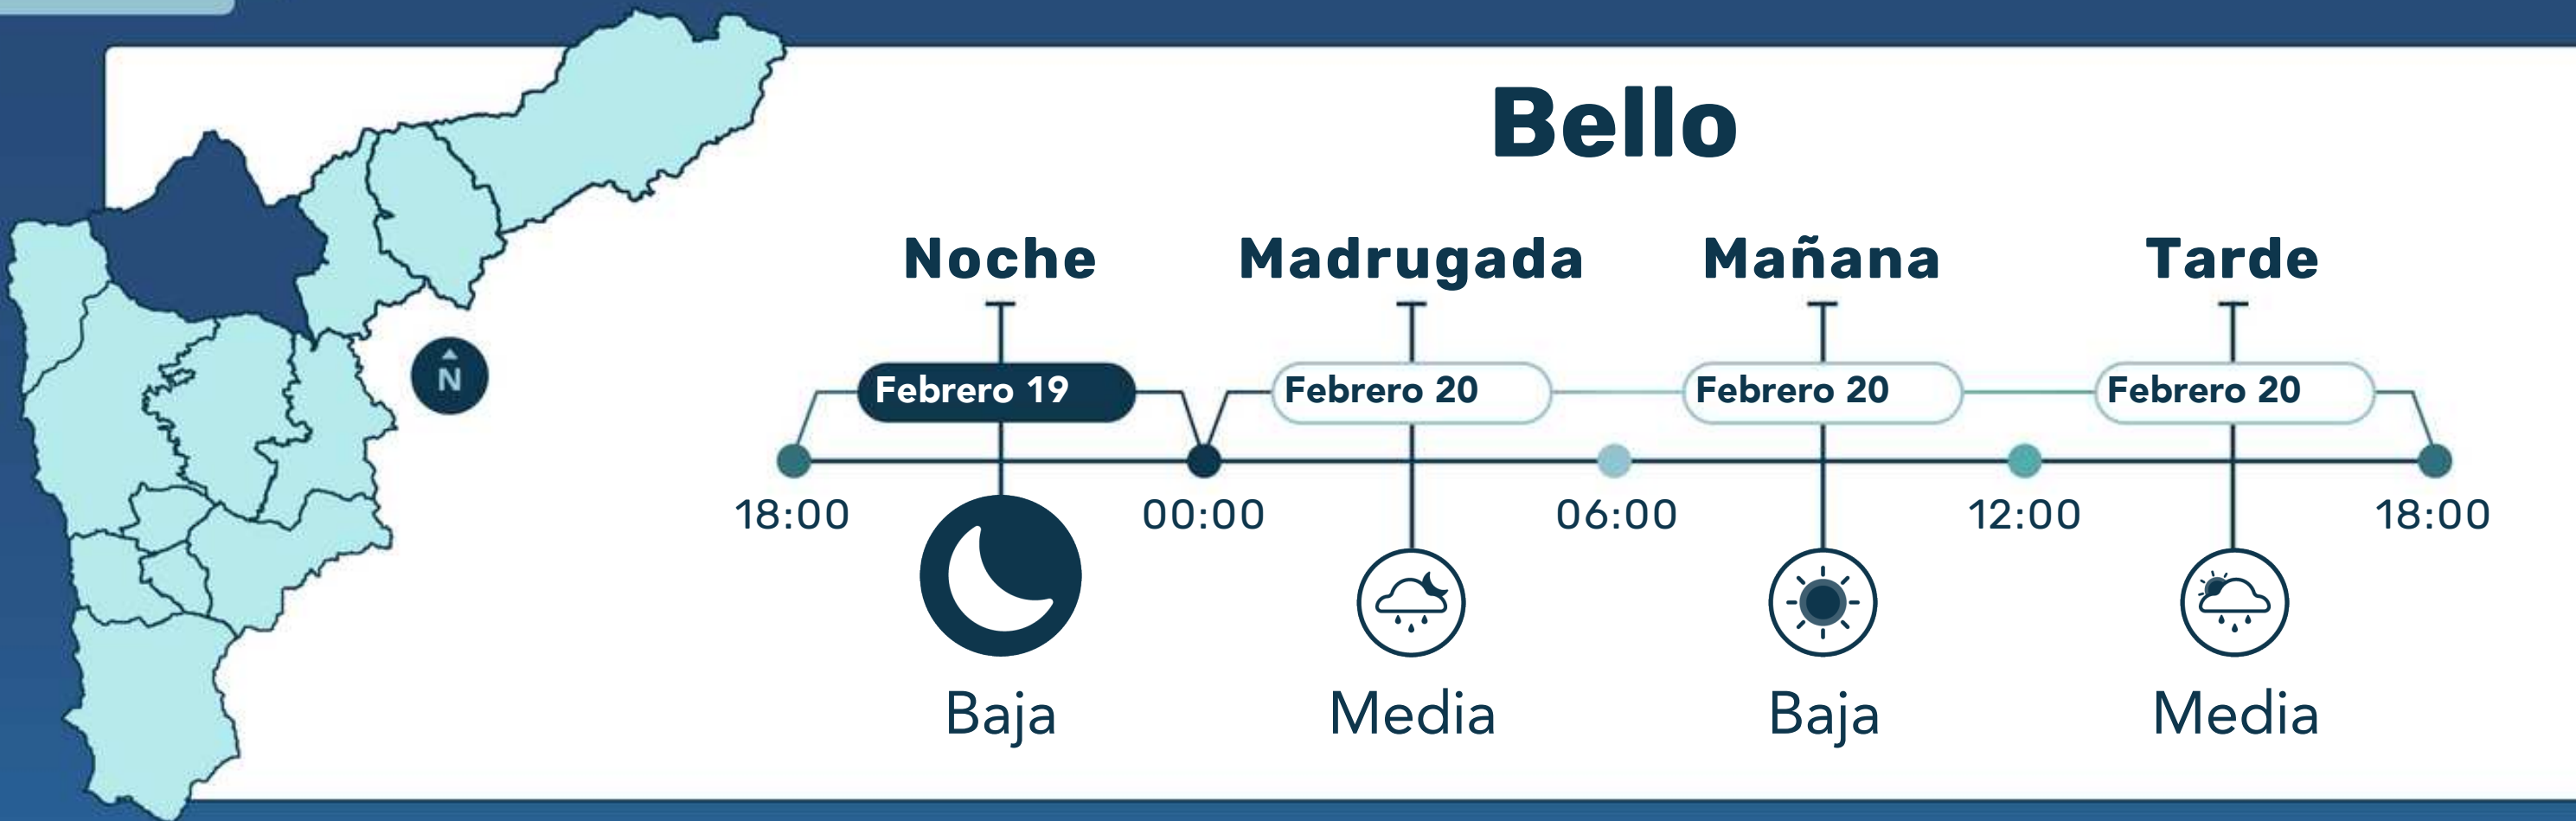 Bello
Noche Madrugada Mañana Tarde
N
Febrero 19 Febrero 20 Febrero 20 Febrero 20
18:00 00:00 06:00 12:00 18:00
Baja Media Baja Media